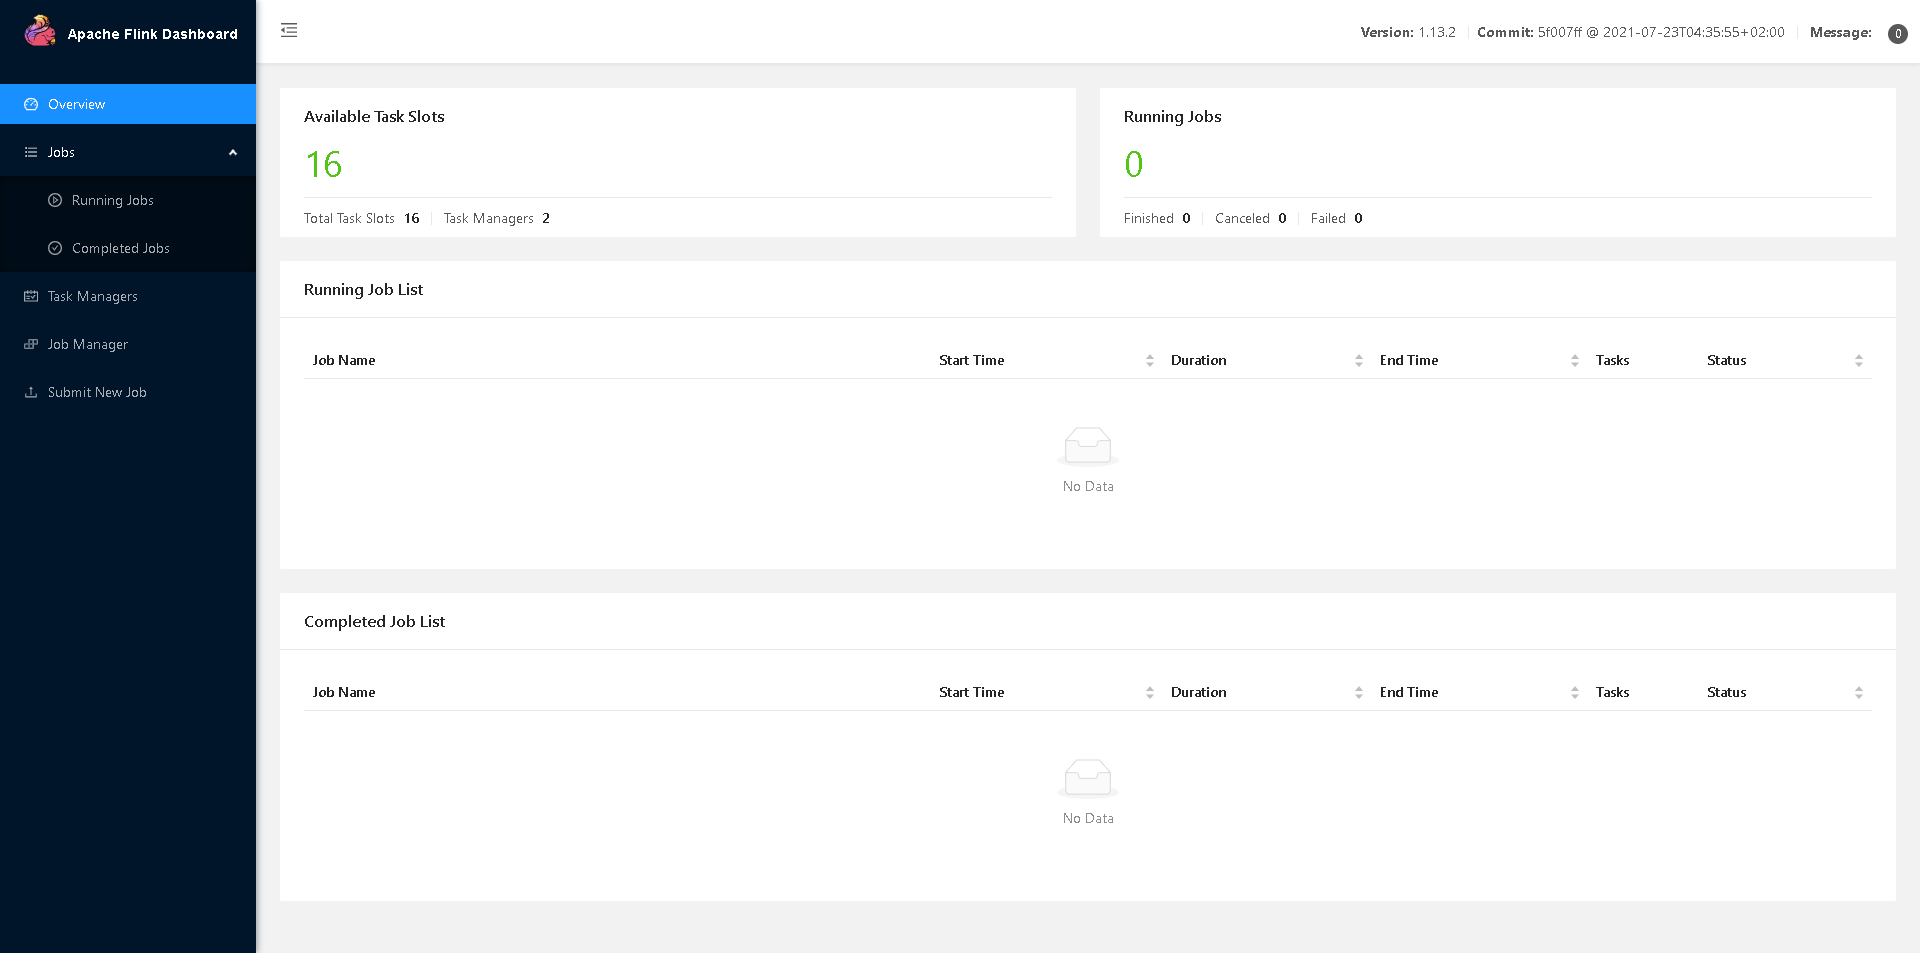 Apache Flink Dashboard
Version: 1.13.2 Commit: 5f007ff @ 2021-07-23T04:35:55+02:00 Message: 0
Overview
Jobs
Running Jobs
Completed Jobs
Task Managers
Job Manager
Submit New Job
Available Task Slots
16
Total Task Slots 16 Task Managers 2
Running Jobs
0
Finished 0 Canceled 0 Failed 0
Running Job List
Job Name Start Time Duration End Time Tasks Status
No Data
Completed Job List
Job Name Start Time Duration End Time Tasks Status
No Data